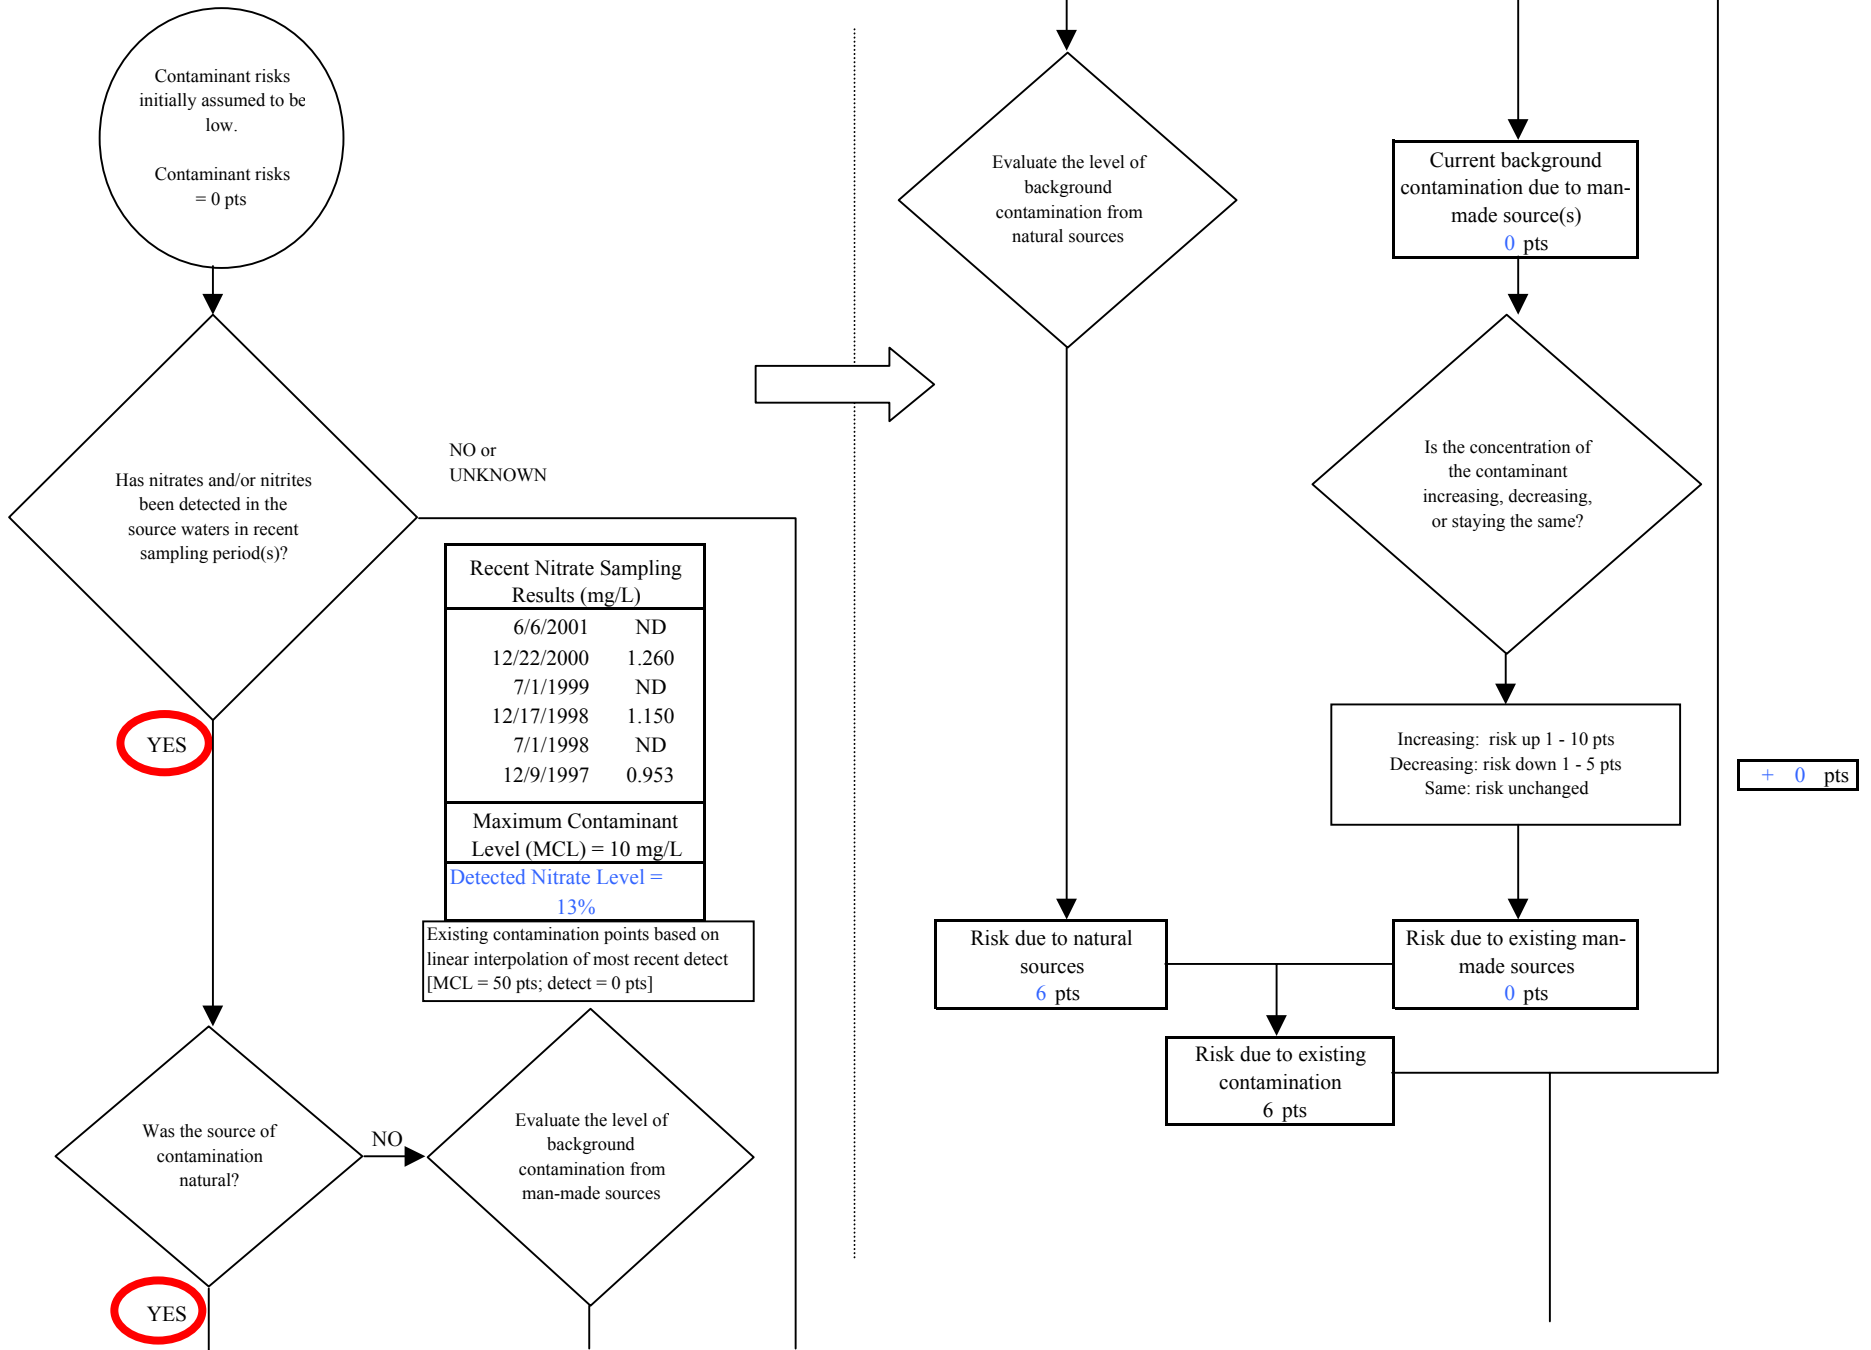 Contaminant risks
initially assumed to be
low.
Contaminant risks
= 0 pts
Has nitrates and/or nitrites
been detected in the
source waters in recent
sampling period(s)?
NO or
UNKNOWN
YES
Recent Nitrate Sampling
Results (mg/L)
6/6/2001 ND
12/22/2000 1.260
7/1/1999 ND
12/17/1998 1.150
7/1/1998 ND
12/9/1997 0.953
Maximum Contaminant
Level (MCL) = 10 mg/L
Detected Nitrate Level =
13%
Existing contamination points based on
linear interpolation of most recent detect
[MCL = 50 pts; detect = 0 pts]
Was the source of
contamination
natural?
NO
YES
Evaluate the level of
background
contamination from
man-made sources
Evaluate the level of
background
contamination from
natural sources
Current background
contamination due to man-
made source(s)
0 pts
Is the concentration of
the contaminant
increasing, decreasing,
or staying the same?
Increasing: risk up 1 - 10 pts
Decreasing: risk down 1 - 5 pts
Same: risk unchanged
+ 0 pts
Risk due to natural
sources
6 pts
Risk due to existing man-
made sources
0 pts
Risk due to existing
contamination
6 pts